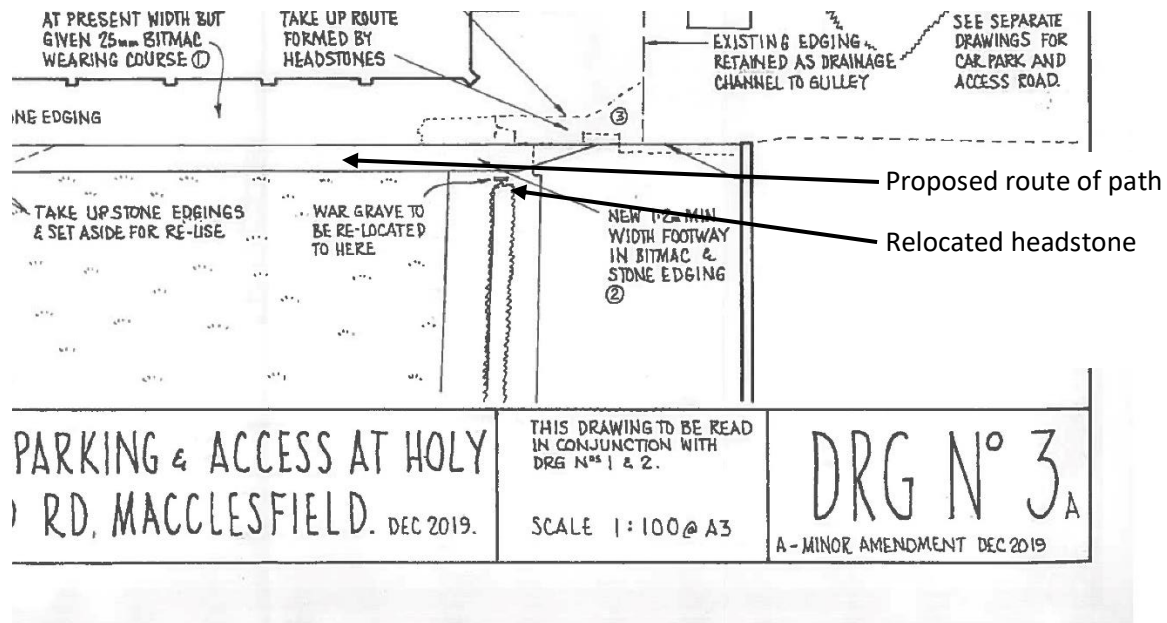 AT PRESENT WIDTH BUT
GIVEN 25mm BITMAC
WEARING COURSE ①
TAKE UP ROUTE
FORMED BY
HEADSTONES
EXISTING EDGING
RETAINED AS DRAINAGE
CHANNEL TO GULLEY
SEE SEPARATE
DRAWINGS FOR
CAR PARK AND
ACCESS ROAD.
NE EDGING
③
Proposed route of path
Relocated headstone
TAKE UP STONE EDGINGS
& SET ASIDE FOR RE-USE
WAR GRAVE TO
BE RE-LOCATED
TO HERE
NEW 1·2m MIN
WIDTH FOOTWAY
IN BITMAC &
STONE EDGING
②
PARKING & ACCESS AT HOLY
RD, MACCLESFIELD. DEC 2019.
THIS DRAWING TO BE READ
IN CONJUNCTION WITH
DRG Nos 1 & 2.
SCALE 1:100@ A3
DRG No 3A
A - MINOR AMENDMENT DEC 2019